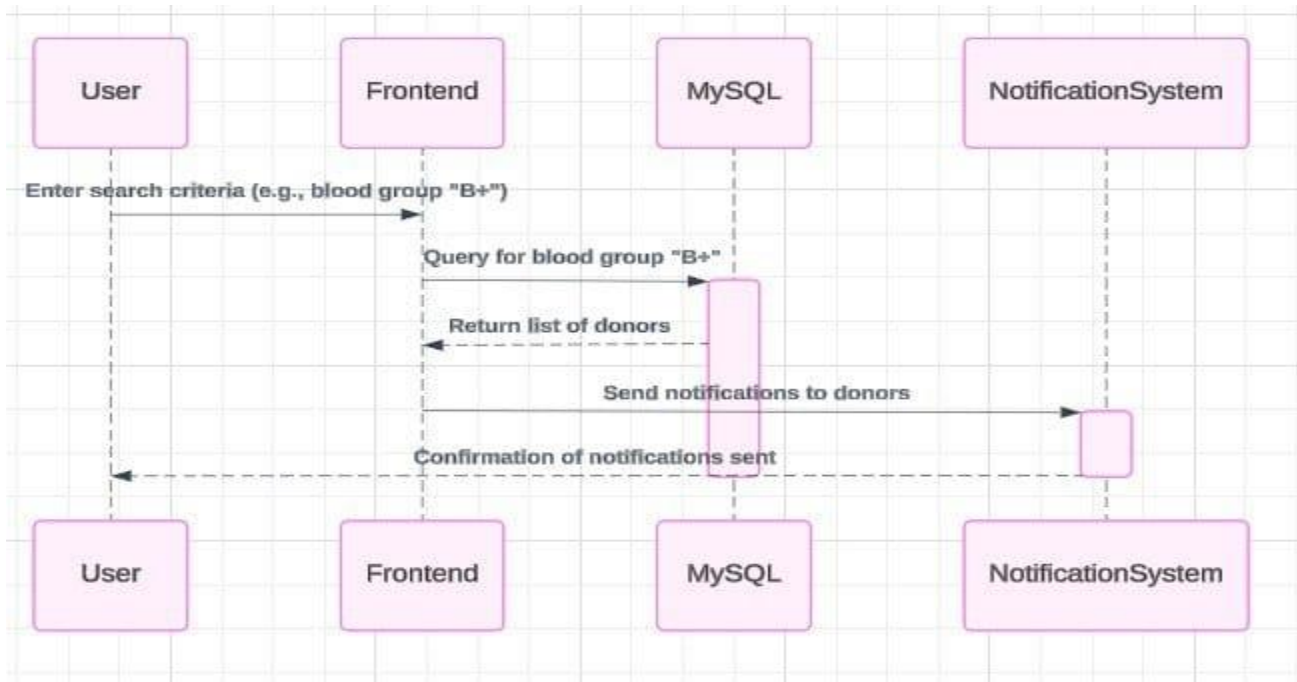 User
Frontend
MySQL
NotificationSystem
Enter search criteria (e.g., blood group "B+")
Query for blood group "B+"
Return list of donors
Send notifications to donors
Confirmation of notifications sent
User
Frontend
MySQL
NotificationSystem